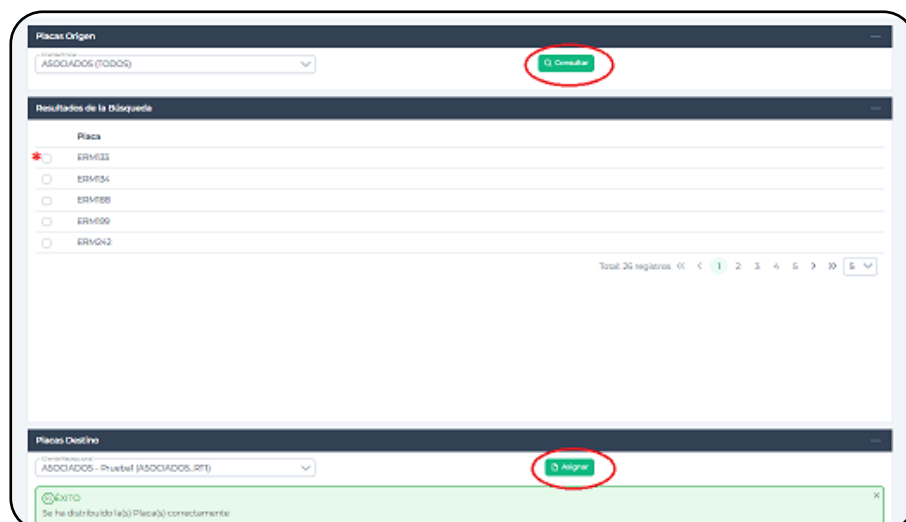 Placas Origen
ASOCIADOS (TODOS)
Consultar
Resultados de la Búsqueda
Placa
ERM133
ERM134
ERM188
ERM199
ERM242
Total: 26 registros « < 1 2 3 4 5 > » 5
Placas Destino
ASOCIADOS - Prueba1 (ASOCIADOS_RT1)
Asignar
ÉXITO
Se ha distribuido la(s) Placa(s) correctamente